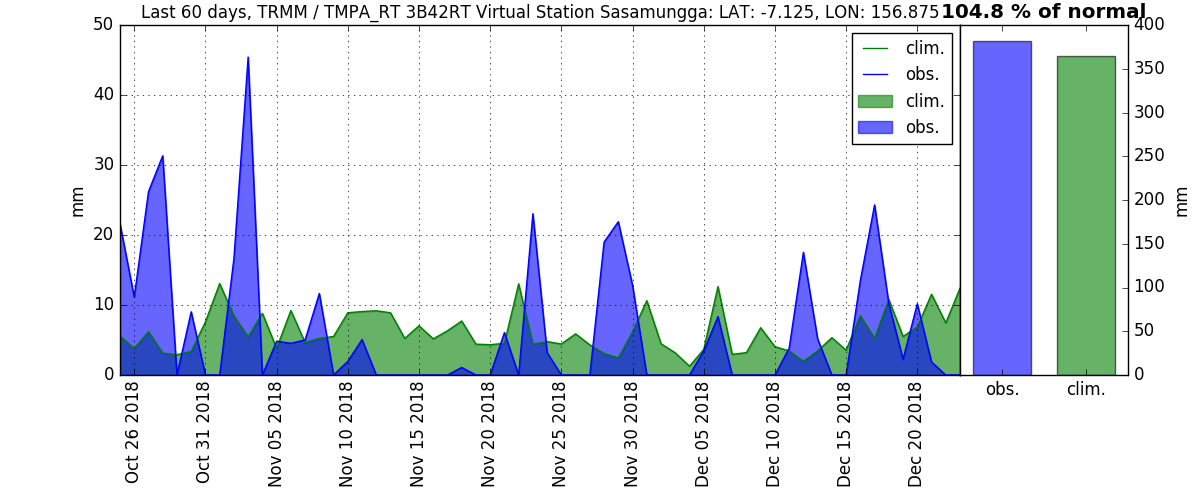 Last 60 days, TRMM / TMPA_RT 3B42RT Virtual Station Sasamungga: LAT: -7.125, LON: 156.875
104.8 % of normal
50
40
30
20
10
0
mm
clim.
obs.
clim.
obs.
Oct 26 2018
Oct 31 2018
Nov 05 2018
Nov 10 2018
Nov 15 2018
Nov 20 2018
Nov 25 2018
Nov 30 2018
Dec 05 2018
Dec 10 2018
Dec 15 2018
Dec 20 2018
400
350
300
250
200
150
100
50
0
mm
obs.
clim.